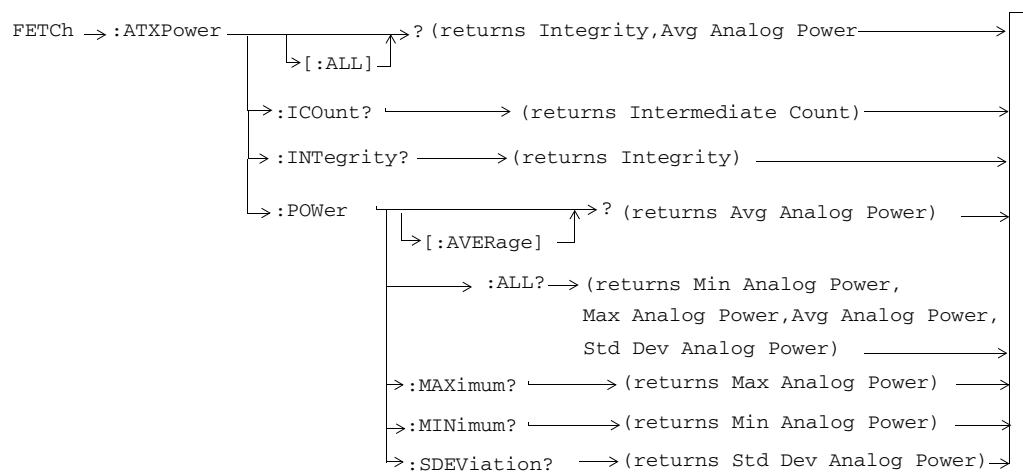 FETCh :ATXPower ? (returns Integrity,Avg Analog Power
[:ALL]
:ICOunt? (returns Intermediate Count)
:INTegrity? (returns Integrity)
:POWer ? (returns Avg Analog Power)
[:AVERage]
:ALL? (returns Min Analog Power,
Max Analog Power,Avg Analog Power,
Std Dev Analog Power)
:MAXimum? (returns Max Analog Power)
:MINimum? (returns Min Analog Power)
:SDEViation? (returns Std Dev Analog Power)